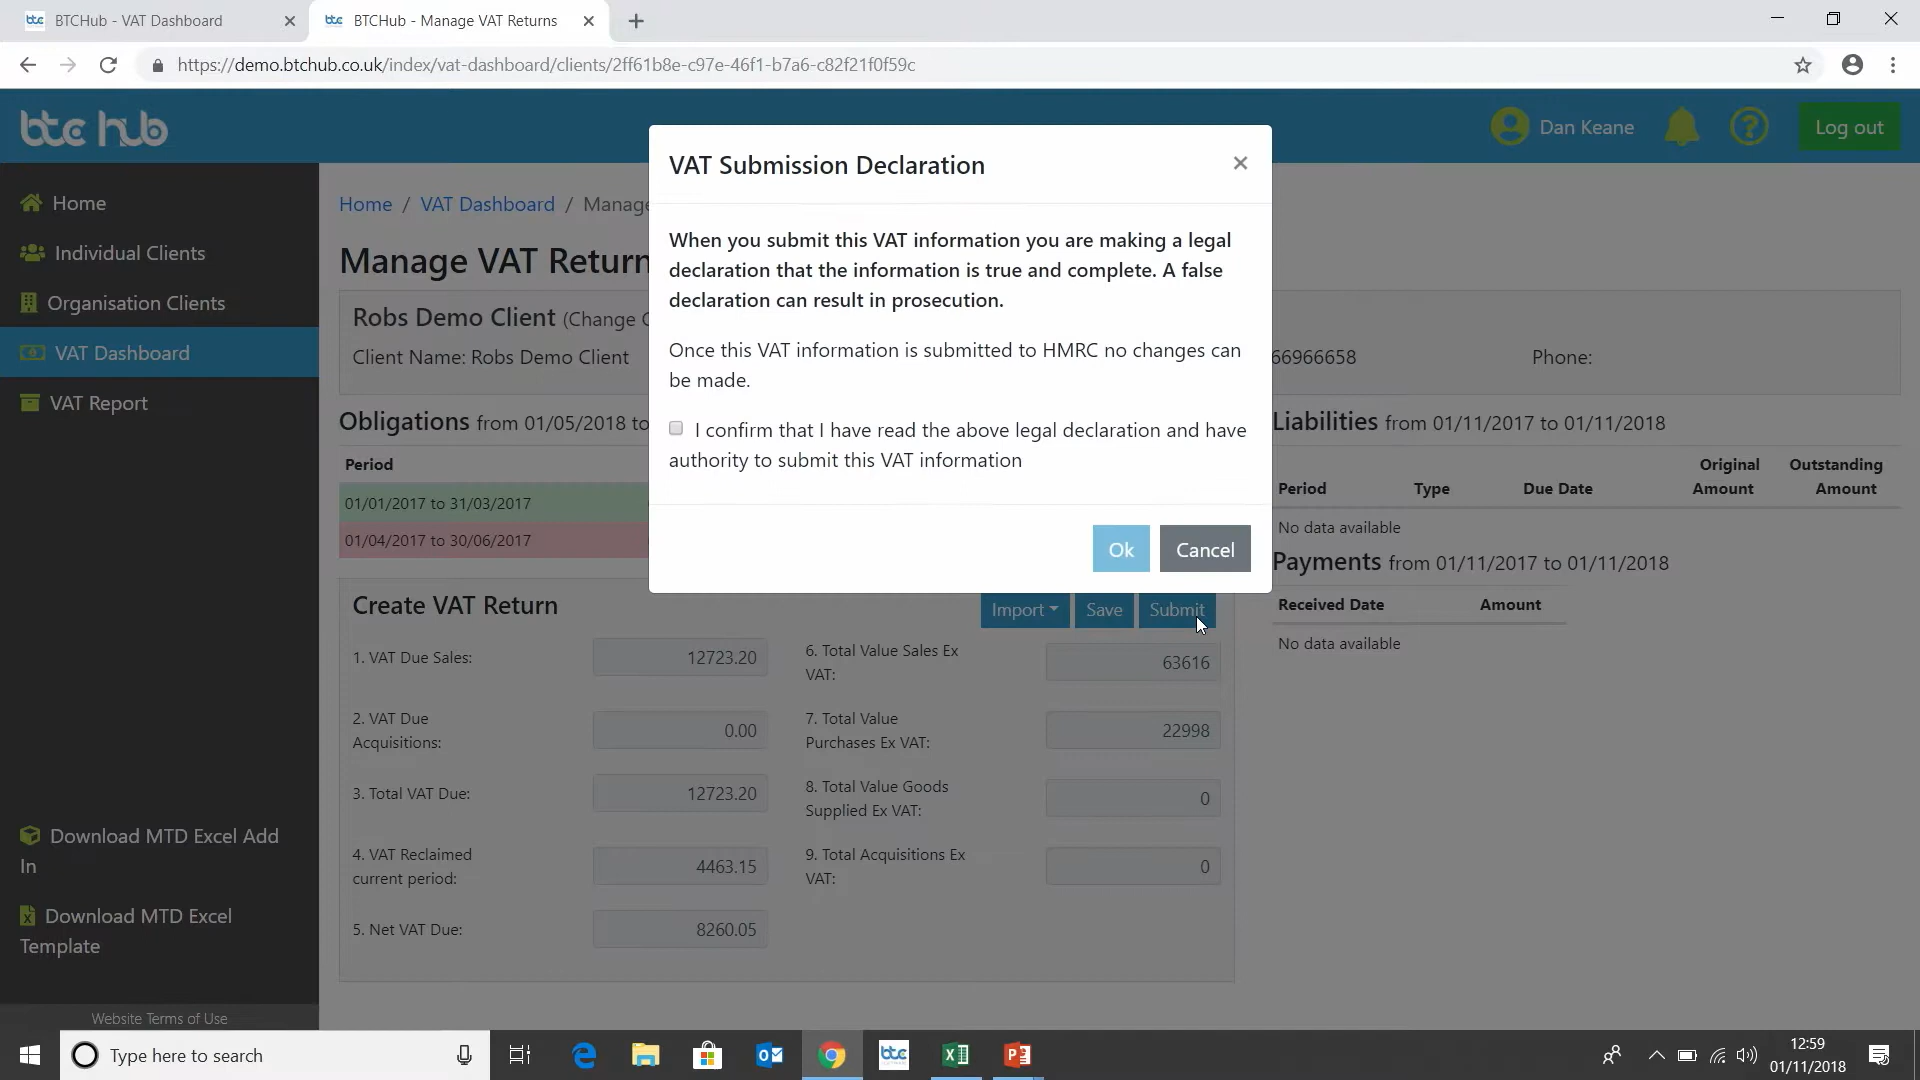 BTCHub - VAT Dashboard
BTCHub - Manage VAT Returns
https://demo.btchub.co.uk/index/vat-dashboard/clients/2ff61b8e-c97e-46f1-b7a6-c82f21f0f59c
btc hub
Dan Keane
Log out
Home
Individual Clients
Organisation Clients
VAT Dashboard
VAT Report
Download MTD Excel Add
In
Download MTD Excel
Template
Website Terms of Use
Home / VAT Dashboard / Manage
Manage VAT Return
Robs Demo Client (Change
Client Name: Robs Demo Client
66966658
Phone:
Obligations from 01/05/2018 to
Period
01/01/2017 to 31/03/2017
01/04/2017 to 30/06/2017
VAT Submission Declaration
When you submit this VAT information you are making a legal
declaration that the information is true and complete. A false
declaration can result in prosecution.
Once this VAT information is submitted to HMRC no changes can
be made.
I confirm that I have read the above legal declaration and have
authority to submit this VAT information
Ok
Cancel
Liabilities from 01/11/2017 to 01/11/2018
Period Type Due Date Original Amount Outstanding Amount
No data available
Payments from 01/11/2017 to 01/11/2018
Received Date Amount
No data available
Create VAT Return
Import
Save
Submit
1. VAT Due Sales: 12723.20
2. VAT Due
Acquisitions: 0.00
3. Total VAT Due: 12723.20
4. VAT Reclaimed
current period: 4463.15
5. Net VAT Due: 8260.05
6. Total Value Sales Ex
VAT: 63616
7. Total Value
Purchases Ex VAT: 22998
8. Total Value Goods
Supplied Ex VAT: 0
9. Total Acquisitions Ex
VAT: 0
Type here to search
12:59
01/11/2018